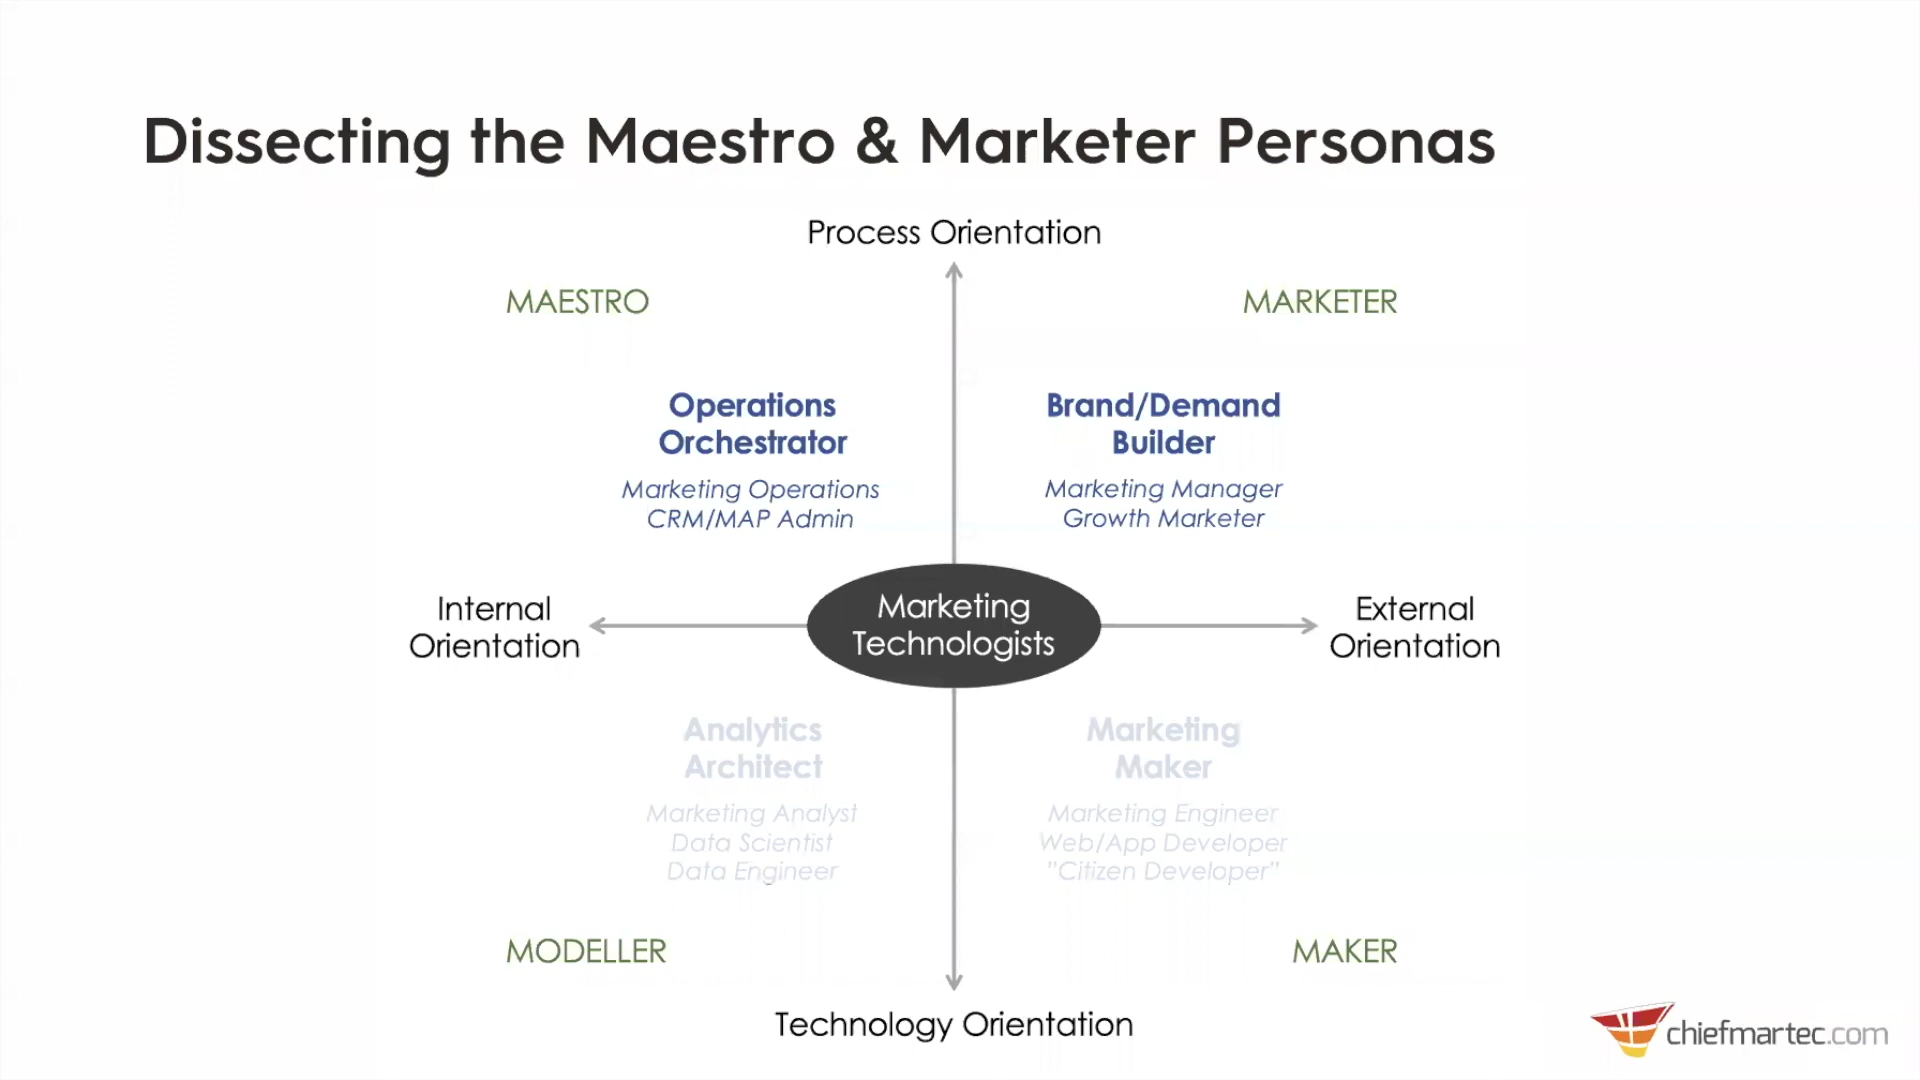 Dissecting the Maestro & Marketer Personas
Process Orientation
MAESTRO
MARKETER
Operations
Orchestrator
Marketing Operations
CRM/MAP Admin
Brand/Demand
Builder
Marketing Manager
Growth Marketer
Internal
Orientation
Marketing
Technologists
External
Orientation
Analytics
Architect
Marketing Analyst
Data Scientist
Data Engineer
Marketing
Maker
Marketing Engineer
Web/App Developer
"Citizen Developer"
MODELLER
MAKER
Technology Orientation
chiefmartec.com